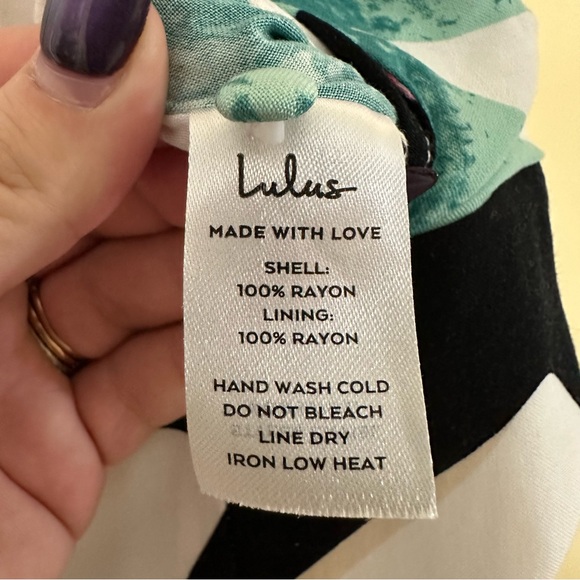 Lulus
MADE WITH LOVE
SHELL:
100% RAYON
LINING:
100% RAYON
HAND WASH COLD
DO NOT BLEACH
LINE DRY
IRON LOW HEAT